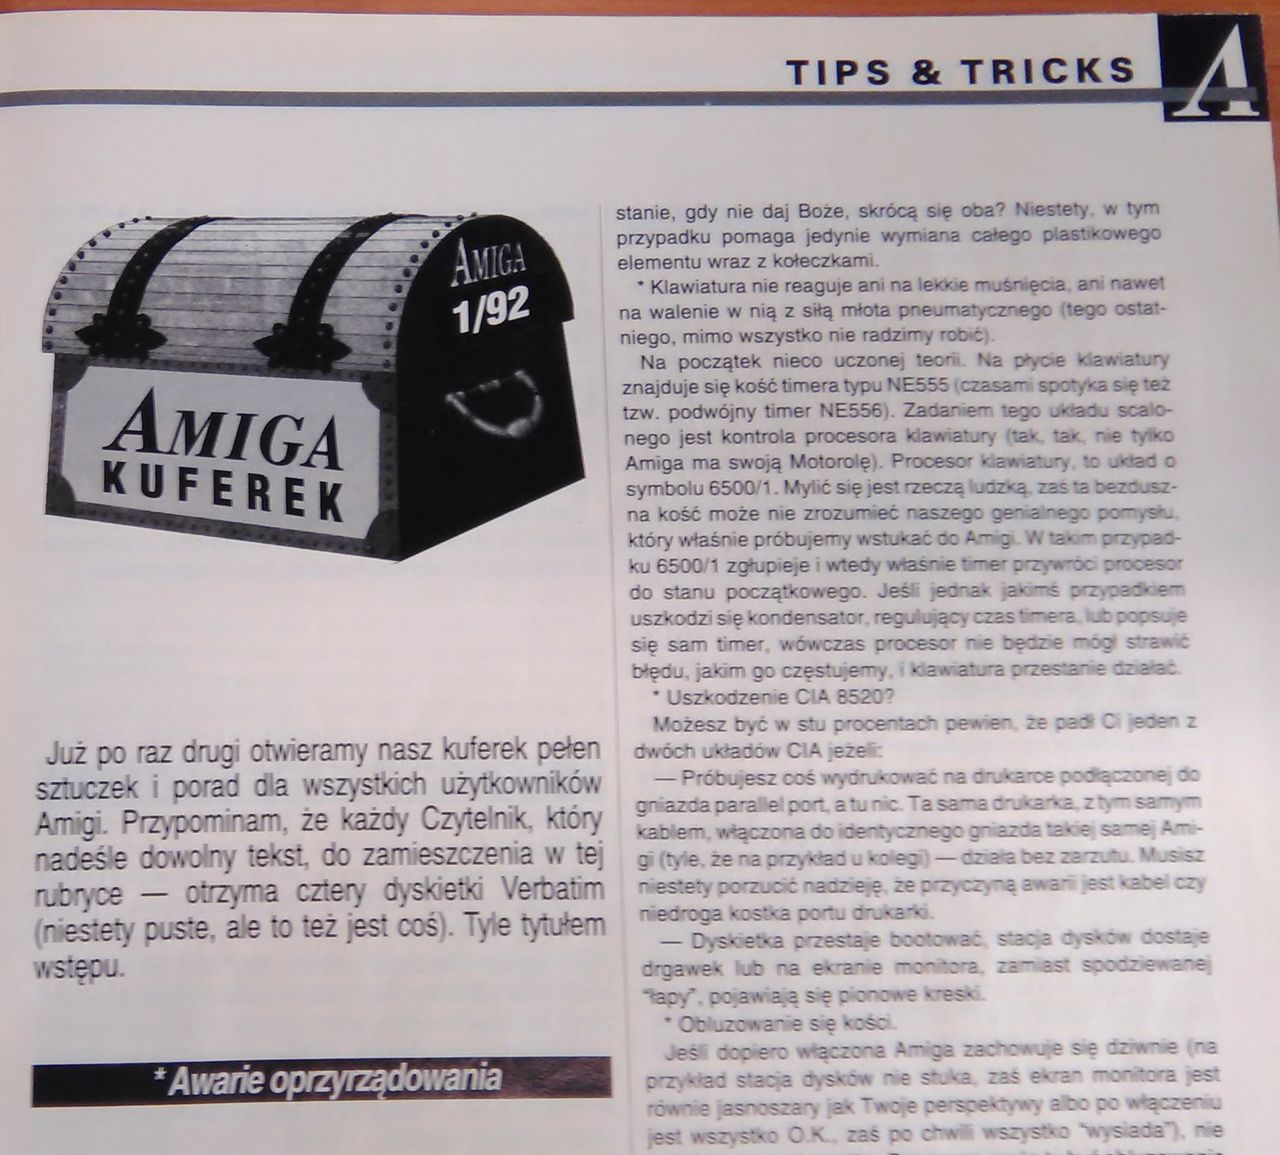 TIPS & TRICKS
A
AMIGA
1/92
AMIGA
KUFEREK
Już po raz drugi otwieramy nasz kuferek pełen
sztuczek i porad dla wszystkich użytkowników
Amigi. Przypominam, że każdy Czytelnik, który
nadeśle dowolny tekst, do zamieszczenia w tej
rubryce — otrzyma cztery dyskietki Verbatim
(niestety puste, ale to też jest coś). Tyle tytułem
wstępu.
* Awarie oprzyrządowania
stanie, gdy nie daj Boże, skrócą się oba? Niestety, w tym
przypadku pomaga jedynie wymiana całego plastikowego
elementu wraz z kołeczkami.
* Klawiatura nie reaguje ani na lekkie muśnięcia, ani nawet
na walenie w nią z siłą młota pneumatycznego (tego ostat-
niego, mimo wszystko nie radzimy robić).
Na początek nieco uczonej teorii. Na płycie klawiatury
znajduje się kość timera typu NE555 (czasami spotyka się też
tzw. podwójny timer NE556). Zadaniem tego układu scalo-
nego jest kontrola procesora klawiatury (tak, tak, nie tylko
Amiga ma swoją Motorolę). Procesor klawiatury, to układ o
symbolu 6500/1. Mylić się jest rzeczą ludzką, zaś ta bezdusz-
na kość może nie zrozumieć naszego genialnego pomysłu,
który właśnie próbujemy wstukać do Amigi. W takim przypad-
ku 6500/1 zgłupieje i wtedy właśnie timer przywróci procesor
do stanu początkowego. Jeśli jednak jakimś przypadkiem
uszkodzi się kondensator, regulujący czas timera, lub popsuje
się sam timer, wówczas procesor nie będzie mógł strawić
błędu, jakim go częstujemy, i klawiatura przestanie działać.
* Uszkodzenie CIA 8520?
Możesz być w stu procentach pewien, że padł Ci jeden z
dwóch układów CIA jeżeli:
— Próbujesz coś wydrukować na drukarce podłączonej do
gniazda parallel port, a tu nic. Ta sama drukarka, z tym samym
kablem, włączona do identycznego gniazda takiej samej Ami-
gi (tyle, że na przykład u kolegi) — działa bez zarzutu. Musisz
niestety porzucić nadzieję, że przyczyną awarii jest kabel czy
niedroga kostka portu drukarki.
— Dyskietka przestaje bootować, stacja dysków dostaje
drgawek lub na ekranie monitora, zamiast spodziewanej
"łapy", pojawiają się pionowe kreski.
* Obluzowanie się kości.
Jeśli dopiero włączona Amiga zachowuje się dziwnie (na
przykład stacja dysków nie stuka, zaś ekran monitora jest
równie jasnoszary jak Twoje perspektywy albo po włączeniu
jest wszystko O.K., zaś po chwili wszystko "wysiada"), nie